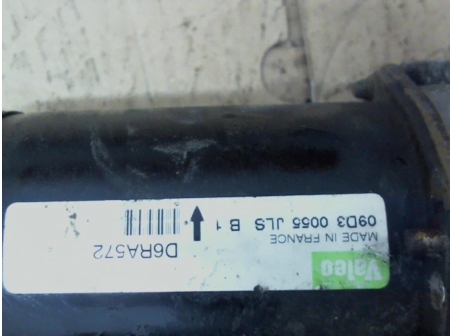 Valeo
MADE IN FRANCE
09D3 0055 JLS B 1
D6RA572